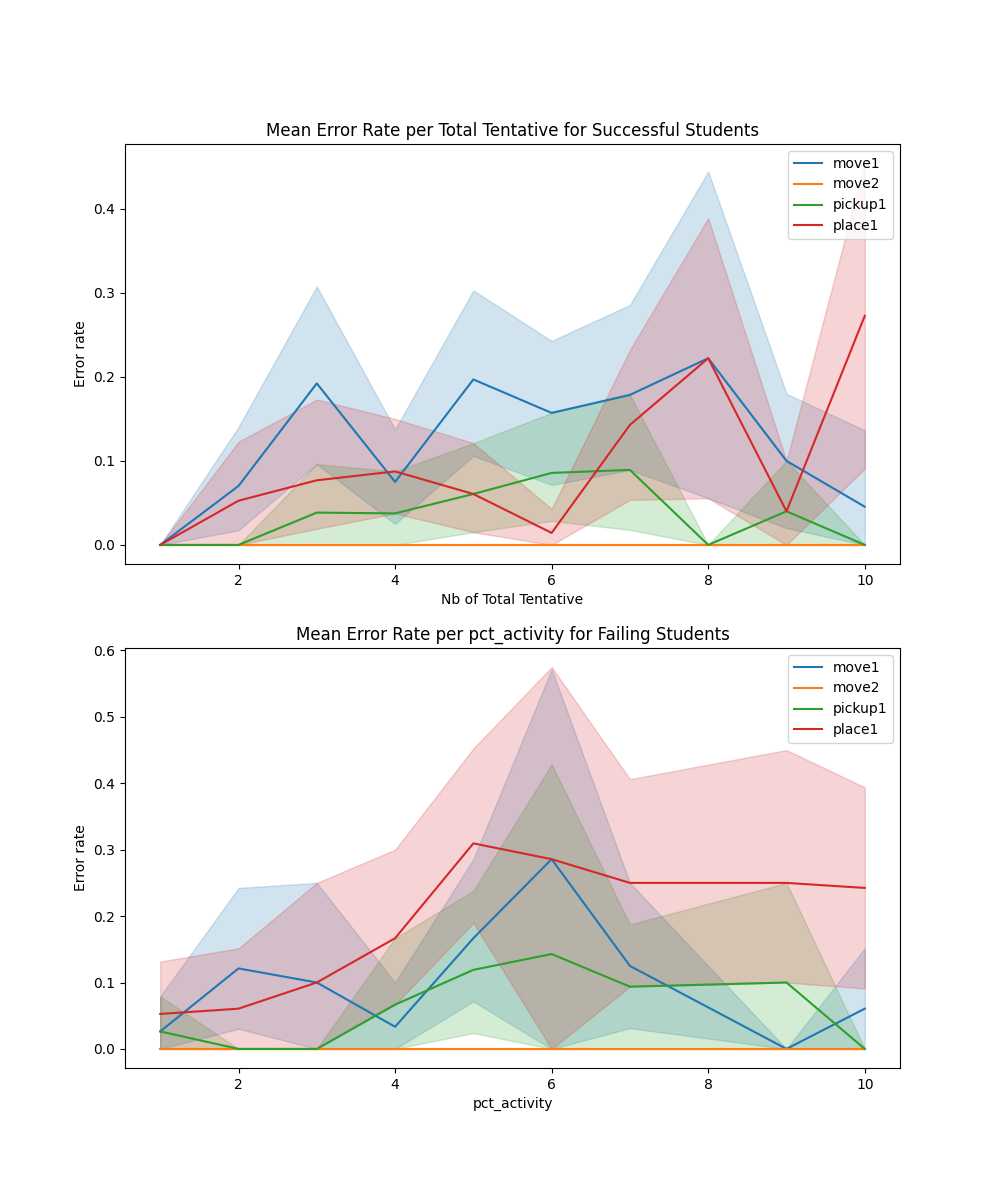 Mean Error Rate per Total Tentative for Successful Students
move1
move2
pickup1
place1
0.4
0.3
0.2
0.1
0.0
Error rate
2 4 6 8 10
Nb of Total Tentative
Mean Error Rate per pct_activity for Failing Students
move1
move2
pickup1
place1
0.6
0.5
0.4
0.3
0.2
0.1
0.0
Error rate
2 4 6 8 10
pct_activity